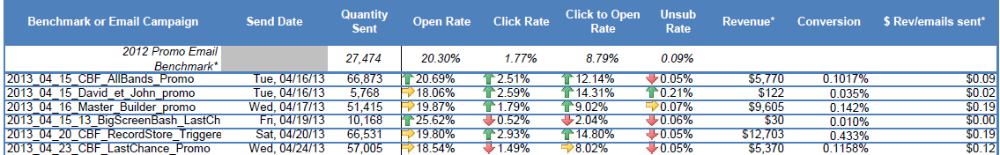 Benchmark or Email Campaign Send Date Quantity Sent Open Rate Click Rate Click to Open Rate Unsub Rate Revenue* Conversion $ Rev/emails sent*
2012 Promo Email Benchmark* 27,474 20.30% 1.77% 8.79% 0.09%
2013_04_15_CBF_AllBands_Promo Tue, 04/16/13 66,873 20.69% 2.51% 12.14% 0.05% $5,770 0.1017% $0.09
2013_04_15_David_et_John_promo Tue, 04/16/13 5,768 18.06% 2.59% 14.31% 0.21% $122 0.035% $0.02
2013_04_16_Master_Builder_promo Wed, 04/17/13 51,415 19.87% 1.79% 9.02% 0.07% $9,605 0.142% $0.19
2013_04_15_13_BigScreenBash_LastCh Fri, 04/19/13 10,168 25.62% 0.52% 2.04% 0.06% $30 0.010% $0.00
2013_04_20_CBF_RecordStore_Triggere Sat, 04/20/13 66,531 19.80% 2.93% 14.80% 0.05% $12,703 0.433% $0.19
2013_04_23_CBF_LastChance_Promo Wed, 04/24/13 57,005 18.54% 1.49% 8.02% 0.05% $5,370 0.1158% $0.12